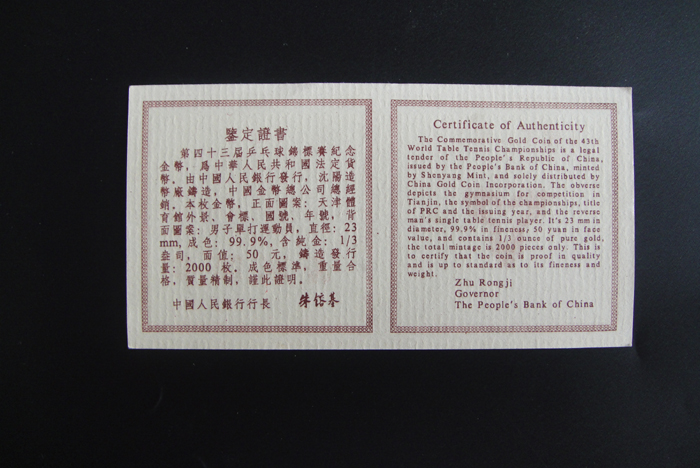 鑒定證書
第四十三届乒乓球錦標賽紀念
金幣，爲中華人民共和國法定貨
幣，由中國人民銀行發行，沈陽造
幣廠鑄造，中國金幣總公司總經
銷。本枚金幣，正面圖案：天津體
育館外景、會標、國號、年號，背
面圖案：男子單打運動員，直徑：23
mm，成色：99.9%，含純金：1/3
盎司，面值：50元，鑄造發行
量：2000枚。成色標準，重量合
格，質量精制，謹此證明。
中國人民銀行行長 朱镕基
Certificate of Authenticity
The Commemorative Gold Coin of the 43th
World Table Tennis Championships is a legal
tender of the People's Republic of China,
issued by the People's Bank of China, minted
by Shenyang Mint, and solely distributed by
China Gold Coin Incorporation. The obverse
depicts the gymnasium for competition in
Tianjin, the symbol of the championships, title
of PRC and the issuing year, and the reverse
man's single table tennis player. It's 23 mm in
diameter, 99.9% in fineness, 50 yuan in face
value, and contains 1/3 ounce of pure gold,
the total mintage is 2000 pieces only. This is
to certify that the coin is proof in quality
and is up to standard as to its fineness and
weight.
Zhu Rongji
Governor
The People's Bank of China